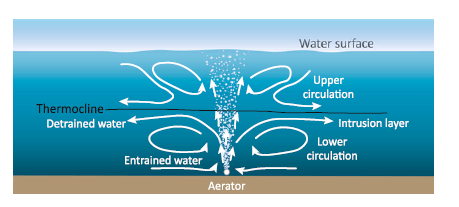 Water surface
Upper
circulation
Thermocline
Detrained water
Intrusion layer
Lower
circulation
Entrained water
Aerator